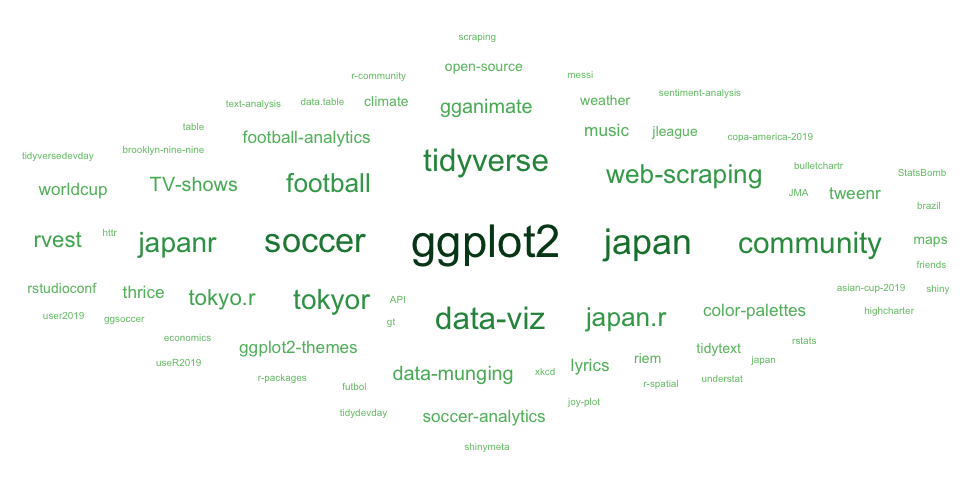 scraping
open-source
r-community
messi
text-analysis
data.table
climate
gganimate
weather
sentiment-analysis
table
football-analytics
music
jleague
copa-america-2019
tidyversedevday
brooklyn-nine-nine
tidyverse
bulletchartr
StatsBomb
worldcup
TV-shows
football
web-scraping
JMA
tweenr
brazil
rvest
httr
japanr
soccer
ggplot2
japan
community
maps
friends
rstudioconf
thrice
tokyo.r
tokyor
API
asian-cup-2019
shiny
user2019
ggsoccer
gt
data-viz
japan.r
color-palettes
highcharter
economics
ggplot2-themes
rstats
useR2019
tidytext
japan
r-packages
data-munging
xkcd
lyrics
riem
understat
futbol
r-spatial
joy-plot
tidydevday
soccer-analytics
shinymeta